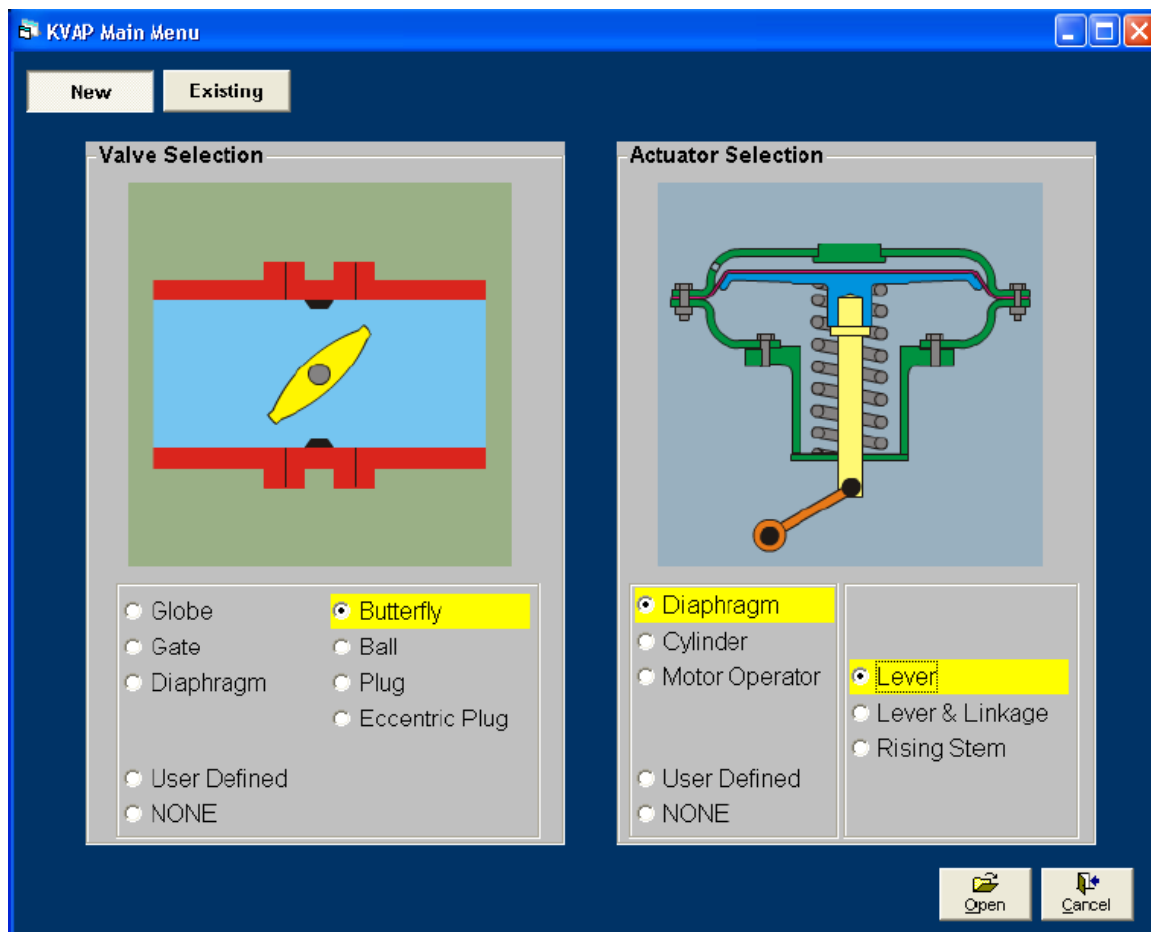 KVAP Main Menu
New
Existing
Valve Selection
Globe
Gate
Diaphragm
User Defined
NONE
Butterfly
Ball
Plug
Eccentric Plug
Actuator Selection
Diaphragm
Cylinder
Motor Operator
User Defined
NONE
Lever
Lever & Linkage
Rising Stem
Open
Cancel